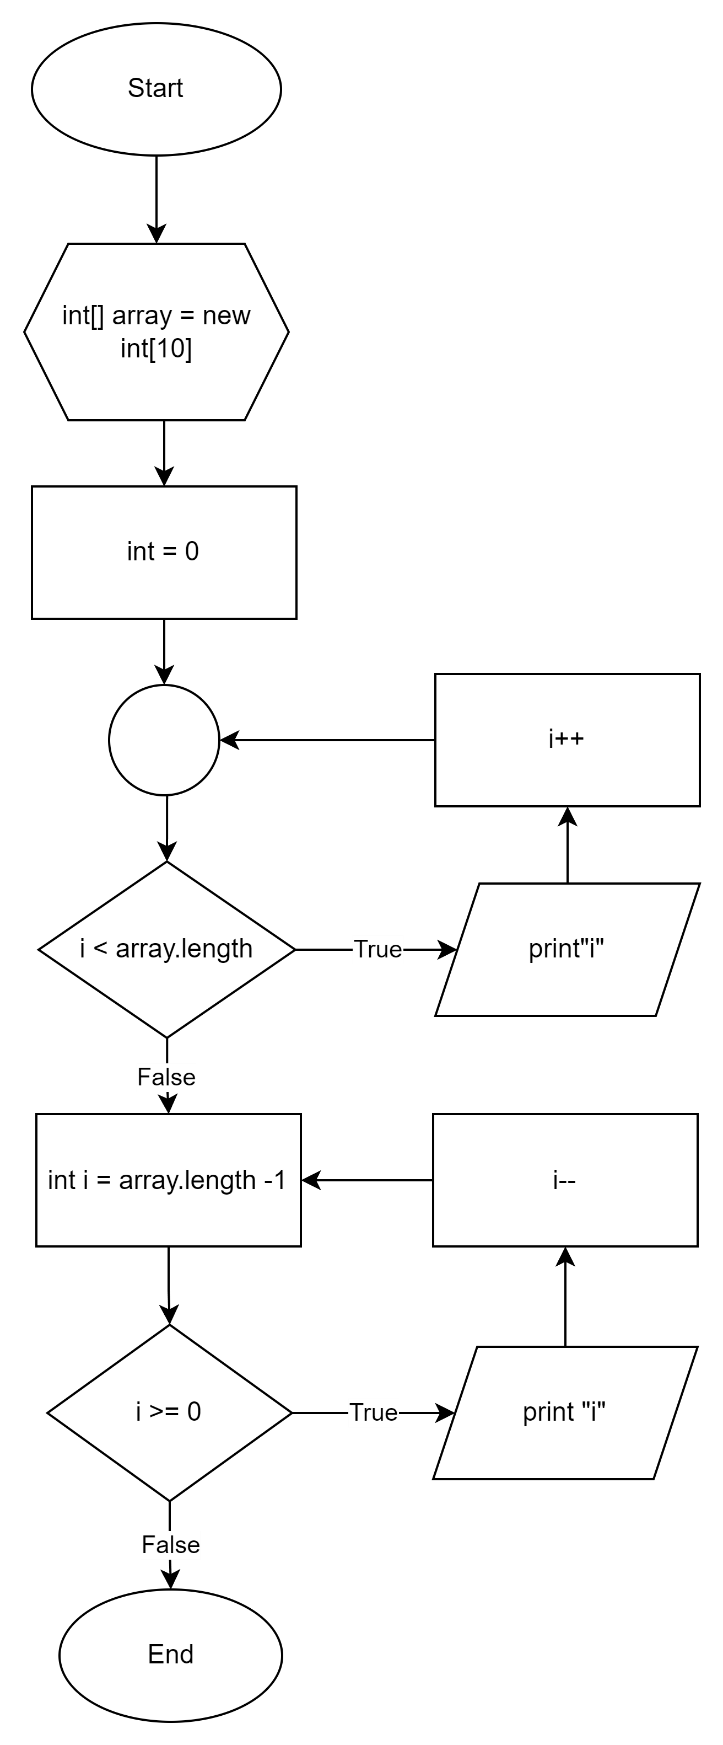 Start
int[] array = new
int[10]
int = 0
i++
i < array.length
True
print"i"
False
int i = array.length -1
i--
i >= 0
True
print "i"
False
End